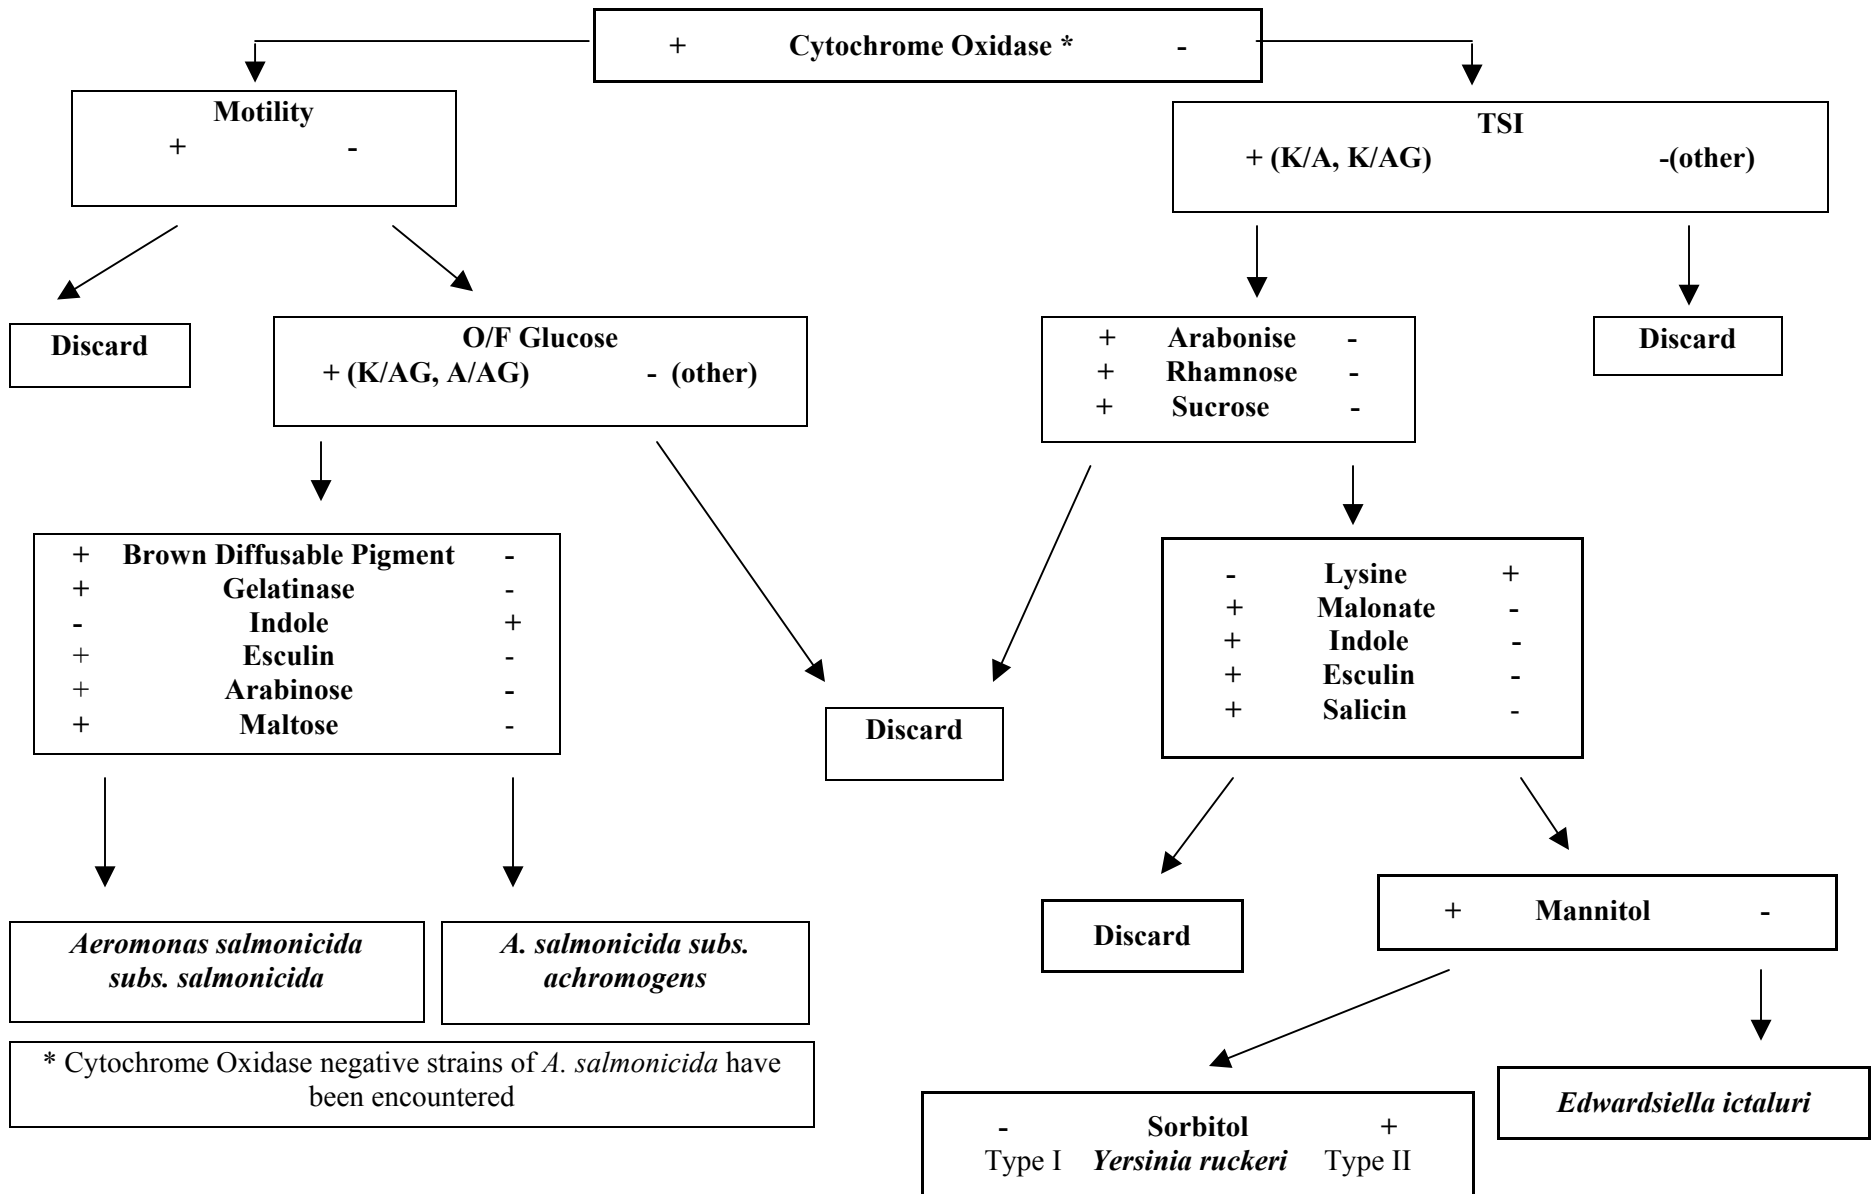 + Cytochrome Oxidase * -
Motility
+ -
TSI
+ (K/A, K/AG) -(other)
Discard
O/F Glucose
+ (K/AG, A/AG) - (other)
+ Arabonise -
+ Rhamnose -
+ Sucrose -
Discard
+ Brown Diffusable Pigment -
+ Gelatinase -
- Indole +
+ Esculin -
+ Arabinose -
+ Maltose -
Discard
- Lysine +
+ Malonate -
+ Indole -
+ Esculin -
+ Salicin -
Aeromonas salmonicida
subs. salmonicida
A. salmonicida subs.
achromogens
Discard
+ Mannitol -
* Cytochrome Oxidase negative strains of A. salmonicida have
been encountered
- Sorbitol +
Type I Yersinia ruckeri Type II
Edwardsiella ictaluri